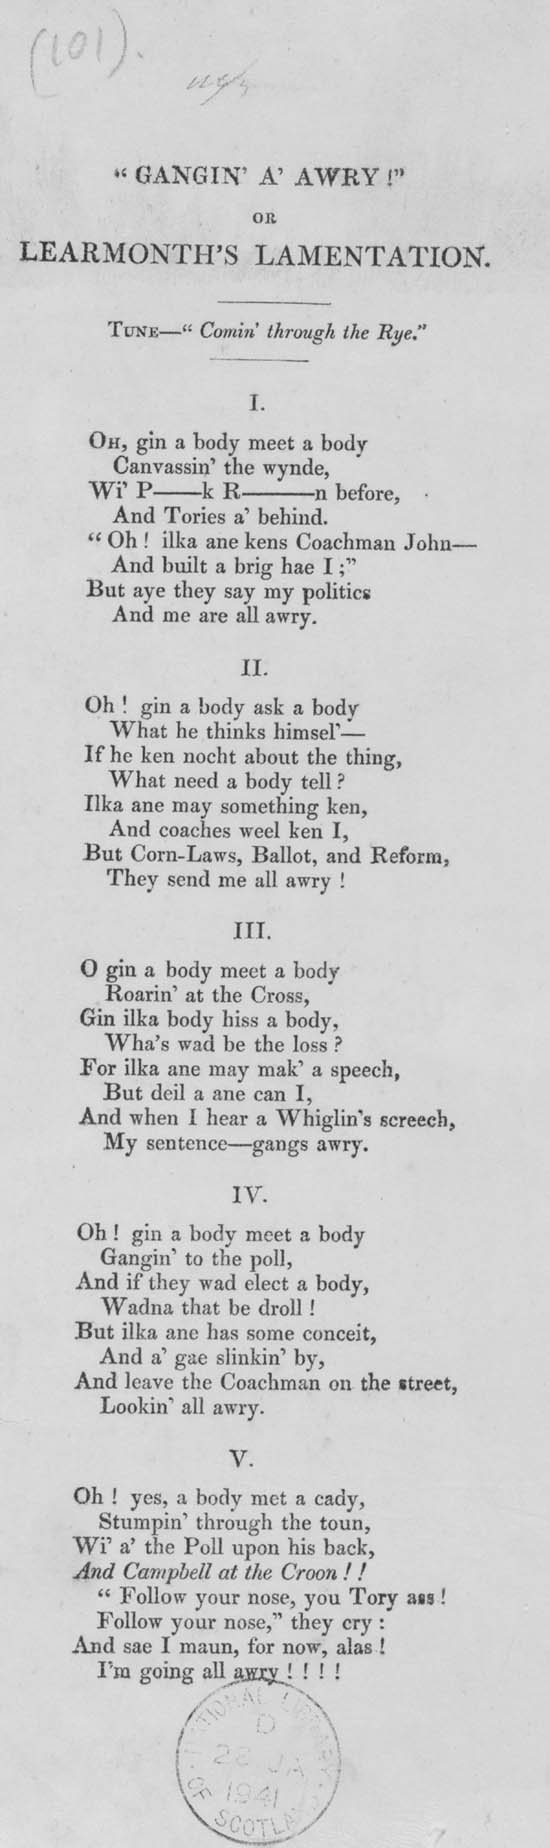 (101).
“ GANGIN’ A’ AWRY !”
OR
LEARMONTH’S LAMENTATION.
TUNE—“ Comin’ through the Rye.”
I.
OH, gin a body meet a body
Canvassin’ the wynde,
Wi’ P——k R———n before,
And Tories a’ behind.
“ Oh ! ilka ane kens Coachman John—
And built a brig hae I ;”
But aye they say my politics
And me are all awry.
II.
Oh ! gin a body ask a body
What he thinks himsel’—
If he ken nocht about the thing,
What need a body tell ?
Ilka ane may something ken,
And coaches weel ken I,
But Corn-Laws, Ballot, and Reform,
They send me all awry !
III.
O gin a body meet a body
Roarin’ at the Cross,
Gin ilka body hiss a body,
Wha’s wad be the loss ?
For ilka ane may mak’ a speech,
But deil a ane can I,
And when I hear a Whiglin’s screech,
My sentence—gangs awry.
IV.
Oh ! gin a body meet a body
Gangin’ to the poll,
And if they wad elect a body,
Wadna that be droll !
But ilka ane has some conceit,
And a’ gae slinkin’ by,
And leave the Coachman on the street,
Lookin’ all awry.
V.
Oh ! yes, a body met a cady,
Stumpin’ through the toun,
Wi’ a’ the Poll upon his back,
And Campbell at the Croon ! !
“ Follow your nose, you Tory ass !
Follow your nose,” they cry :
And sae I maun, for now, alas !
I’m going all awry ! ! ! !
NATIONAL LIBRARY
D
28 JA
1941
OF SCOTLAND